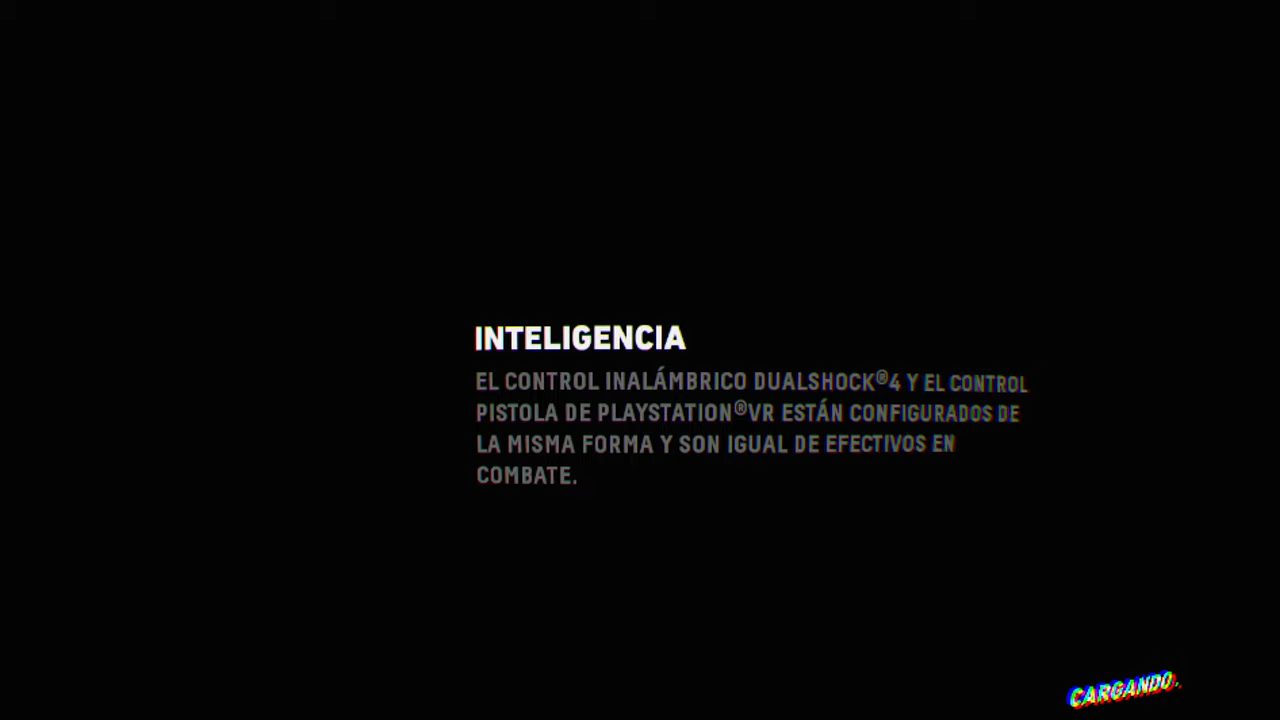 INTELIGENCIA
EL CONTROL INALÁMBRICO DUALSHOCK®4 Y EL CONTROL
PISTOLA DE PLAYSTATION®VR ESTÁN CONFIGURADOS DE
LA MISMA FORMA Y SON IGUAL DE EFECTIVOS EN
COMBATE.
CARGANDO.